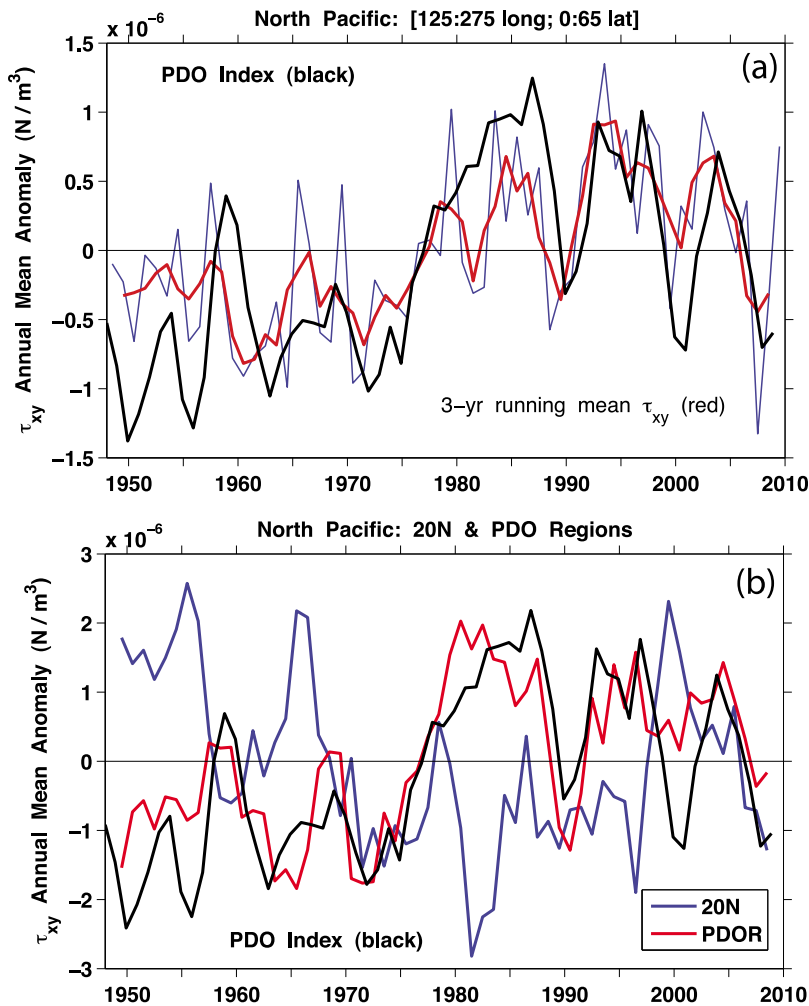 North Pacific: [125:275 long; 0:65 lat]
x 10⁻⁶
(a)
PDO Index (black)
τxy Annual Mean Anomaly (N / m³)
1.5
1
0.5
0
−0.5
−1
−1.5
3−yr running mean τxy (red)
1950 1960 1970 1980 1990 2000 2010
North Pacific: 20N & PDO Regions
x 10⁻⁶
(b)
τxy Annual Mean Anomaly (N / m³)
3
2
1
0
−1
−2
−3
PDO Index (black)
20N
PDOR
1950 1960 1970 1980 1990 2000 2010